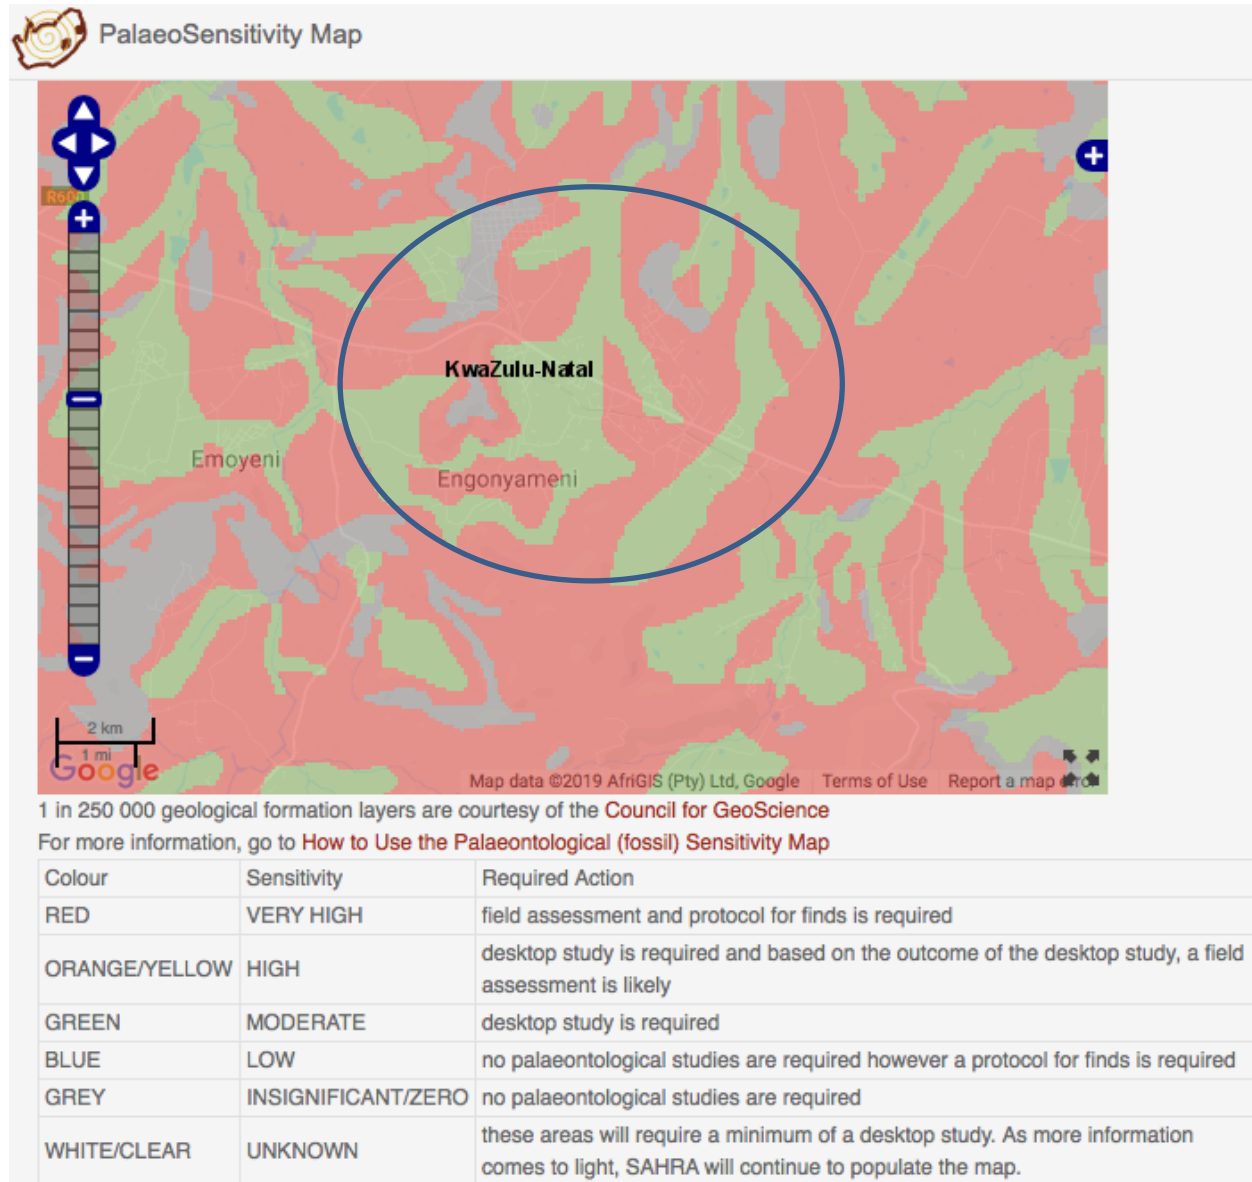 PalaeoSensitivity Map
R600
KwaZulu-Natal
Emoyeni
Engonyameni
2 km
1 mi
Google
Map data ©2019 AfriGIS (Pty) Ltd, Google Terms of Use Report a map error
1 in 250 000 geological formation layers are courtesy of the Council for GeoScience
For more information, go to How to Use the Palaeontological (fossil) Sensitivity Map
Colour Sensitivity Required Action
RED VERY HIGH field assessment and protocol for finds is required
ORANGE/YELLOW HIGH desktop study is required and based on the outcome of the desktop study, a field
assessment is likely
GREEN MODERATE desktop study is required
BLUE LOW no palaeontological studies are required however a protocol for finds is required
GREY INSIGNIFICANT/ZERO no palaeontological studies are required
WHITE/CLEAR UNKNOWN these areas will require a minimum of a desktop study. As more information
comes to light, SAHRA will continue to populate the map.